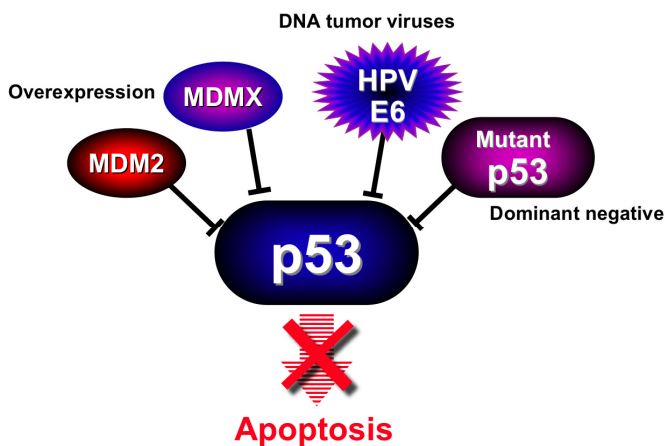 DNA tumor viruses
Overexpression
MDMX
HPV
E6
MDM2
Mutant
p53
Dominant negative
p53
Apoptosis